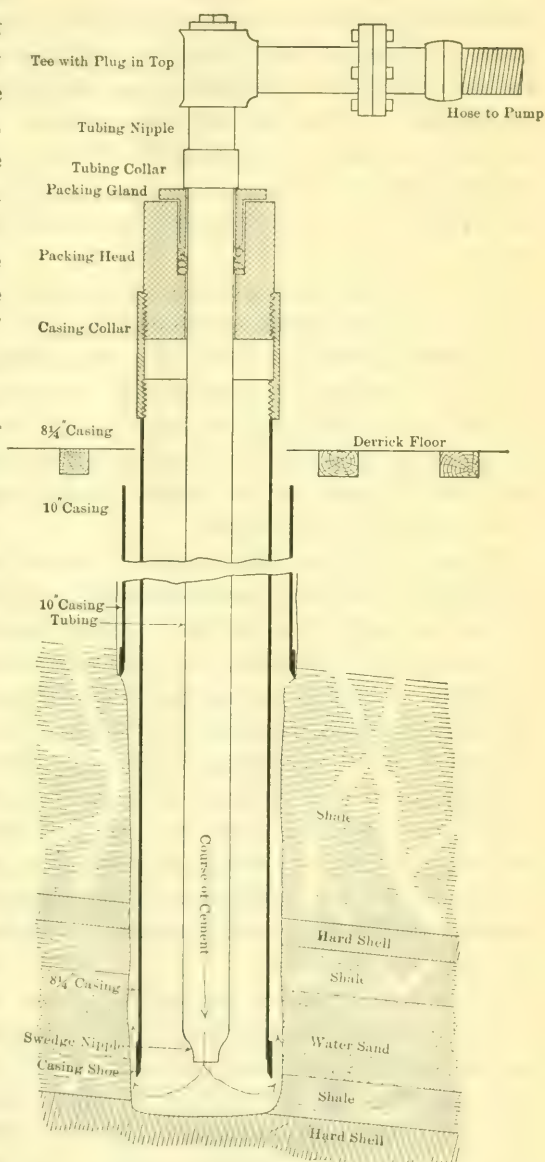 Tee with Plug in Top
Hose to Pump
Tubing Nipple
Tubing Collar
Packing Gland
Packing Head
Casing Collar
8¼" Casing
Derrick Floor
10" Casing
10" Casing
Tubing
Shale
Course of Cement
Hard Shell
Shale
8¼" Casing
Water Sand
Swedge Nipple
Casing Shoe
Shale
Hard Shell